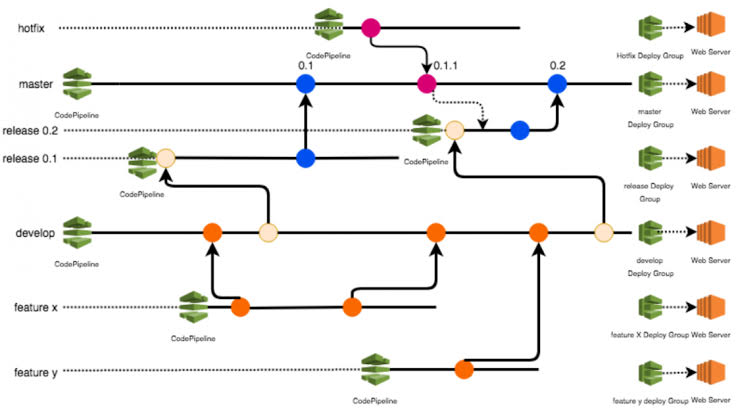 hotfix
CodePipeline
Hotfix Deploy Group
Web Server
0.1
0.1.1
0.2
master
CodePipeline
master
Deploy Group
Web Server
release 0.2
CodePipeline
release 0.1
CodePipeline
release Deploy
Group
Web Server
develop
CodePipeline
develop
Deploy Group
Web Server
feature x
CodePipeline
feature X Deploy Group
Web Server
feature y
CodePipeline
feature y deploy Group
Web Server